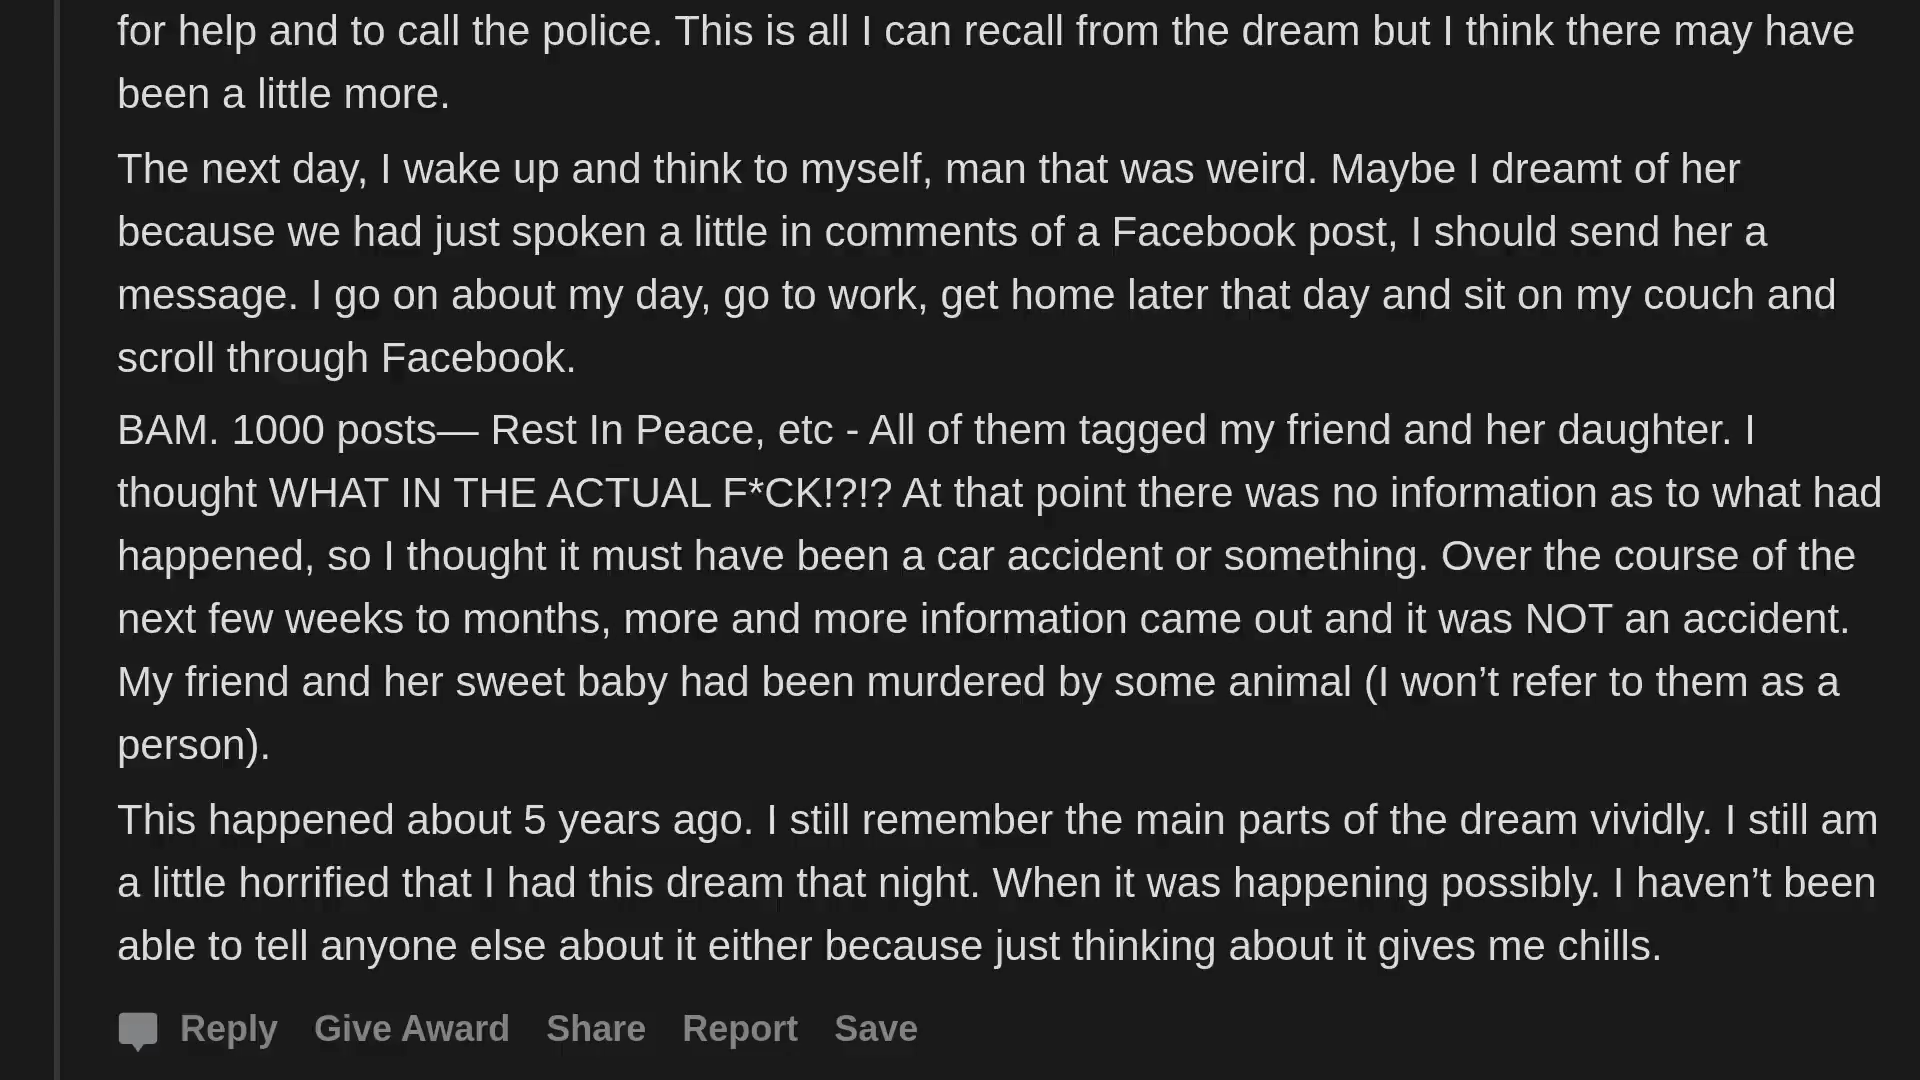 for help and to call the police. This is all I can recall from the dream but I think there may have
been a little more.
The next day, I wake up and think to myself, man that was weird. Maybe I dreamt of her
because we had just spoken a little in comments of a Facebook post, I should send her a
message. I go on about my day, go to work, get home later that day and sit on my couch and
scroll through Facebook.
BAM. 1000 posts— Rest In Peace, etc - All of them tagged my friend and her daughter. I
thought WHAT IN THE ACTUAL F*CK!?!? At that point there was no information as to what had
happened, so I thought it must have been a car accident or something. Over the course of the
next few weeks to months, more and more information came out and it was NOT an accident.
My friend and her sweet baby had been murdered by some animal (I won’t refer to them as a
person).
This happened about 5 years ago. I still remember the main parts of the dream vividly. I still am
a little horrified that I had this dream that night. When it was happening possibly. I haven’t been
able to tell anyone else about it either because just thinking about it gives me chills.
Reply Give Award Share Report Save